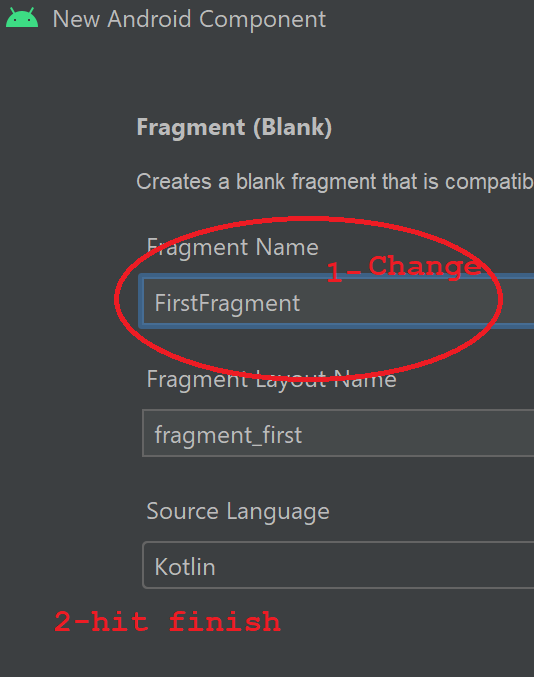 New Android Component
Fragment (Blank)
Creates a blank fragment that is compatib
Fragment Name
1-Change
FirstFragment
Fragment Layout Name
fragment_first
Source Language
Kotlin
2-hit finish